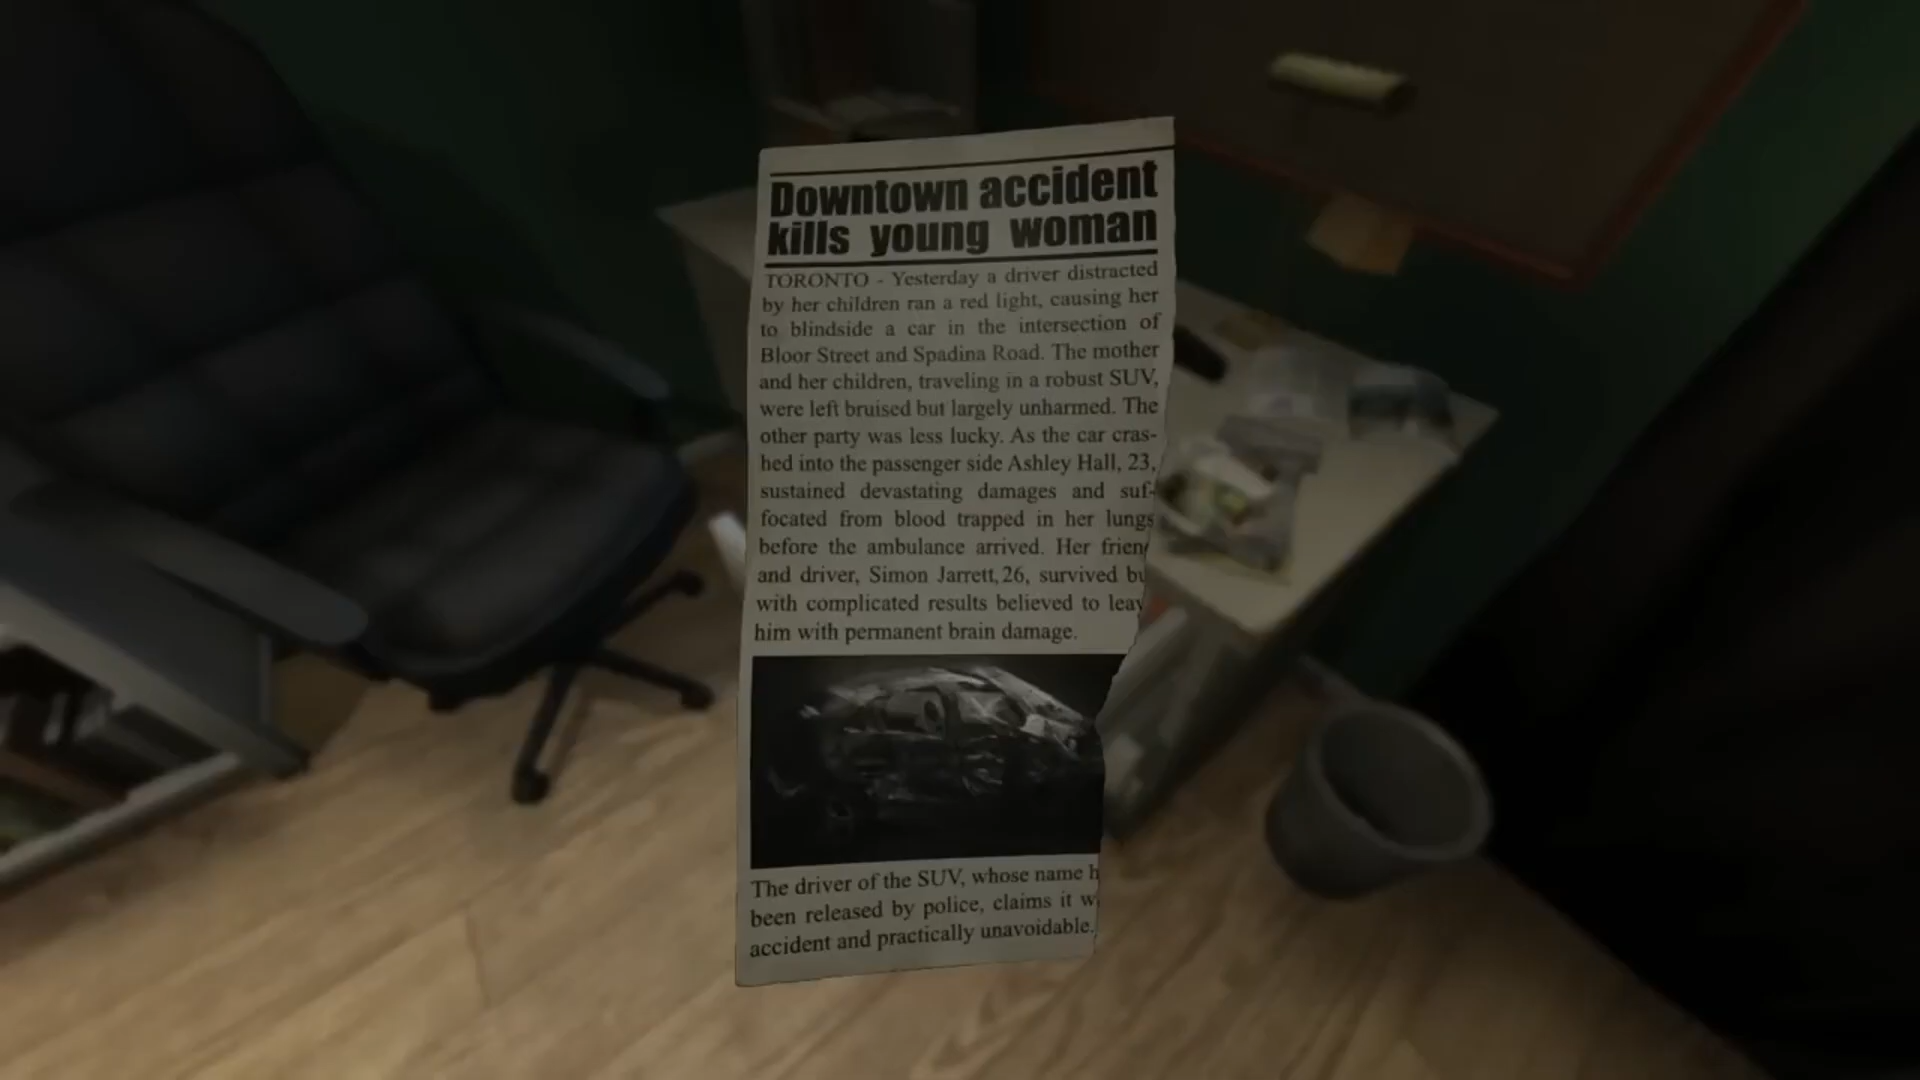 Downtown accident
kills young woman
TORONTO - Yesterday a driver distracted
by her children ran a red light, causing her
to blindside a car in the intersection of
Bloor Street and Spadina Road. The mother
and her children, traveling in a robust SUV,
were left bruised but largely unharmed. The
other party was less lucky. As the car cras-
hed into the passenger side Ashley Hall, 23,
sustained devastating damages and suf-
focated from blood trapped in her lungs
before the ambulance arrived. Her frien
and driver, Simon Jarrett, 26, survived bu
with complicated results believed to leav
him with permanent brain damage.
The driver of the SUV, whose name h
been released by police, claims it w
accident and practically unavoidable.